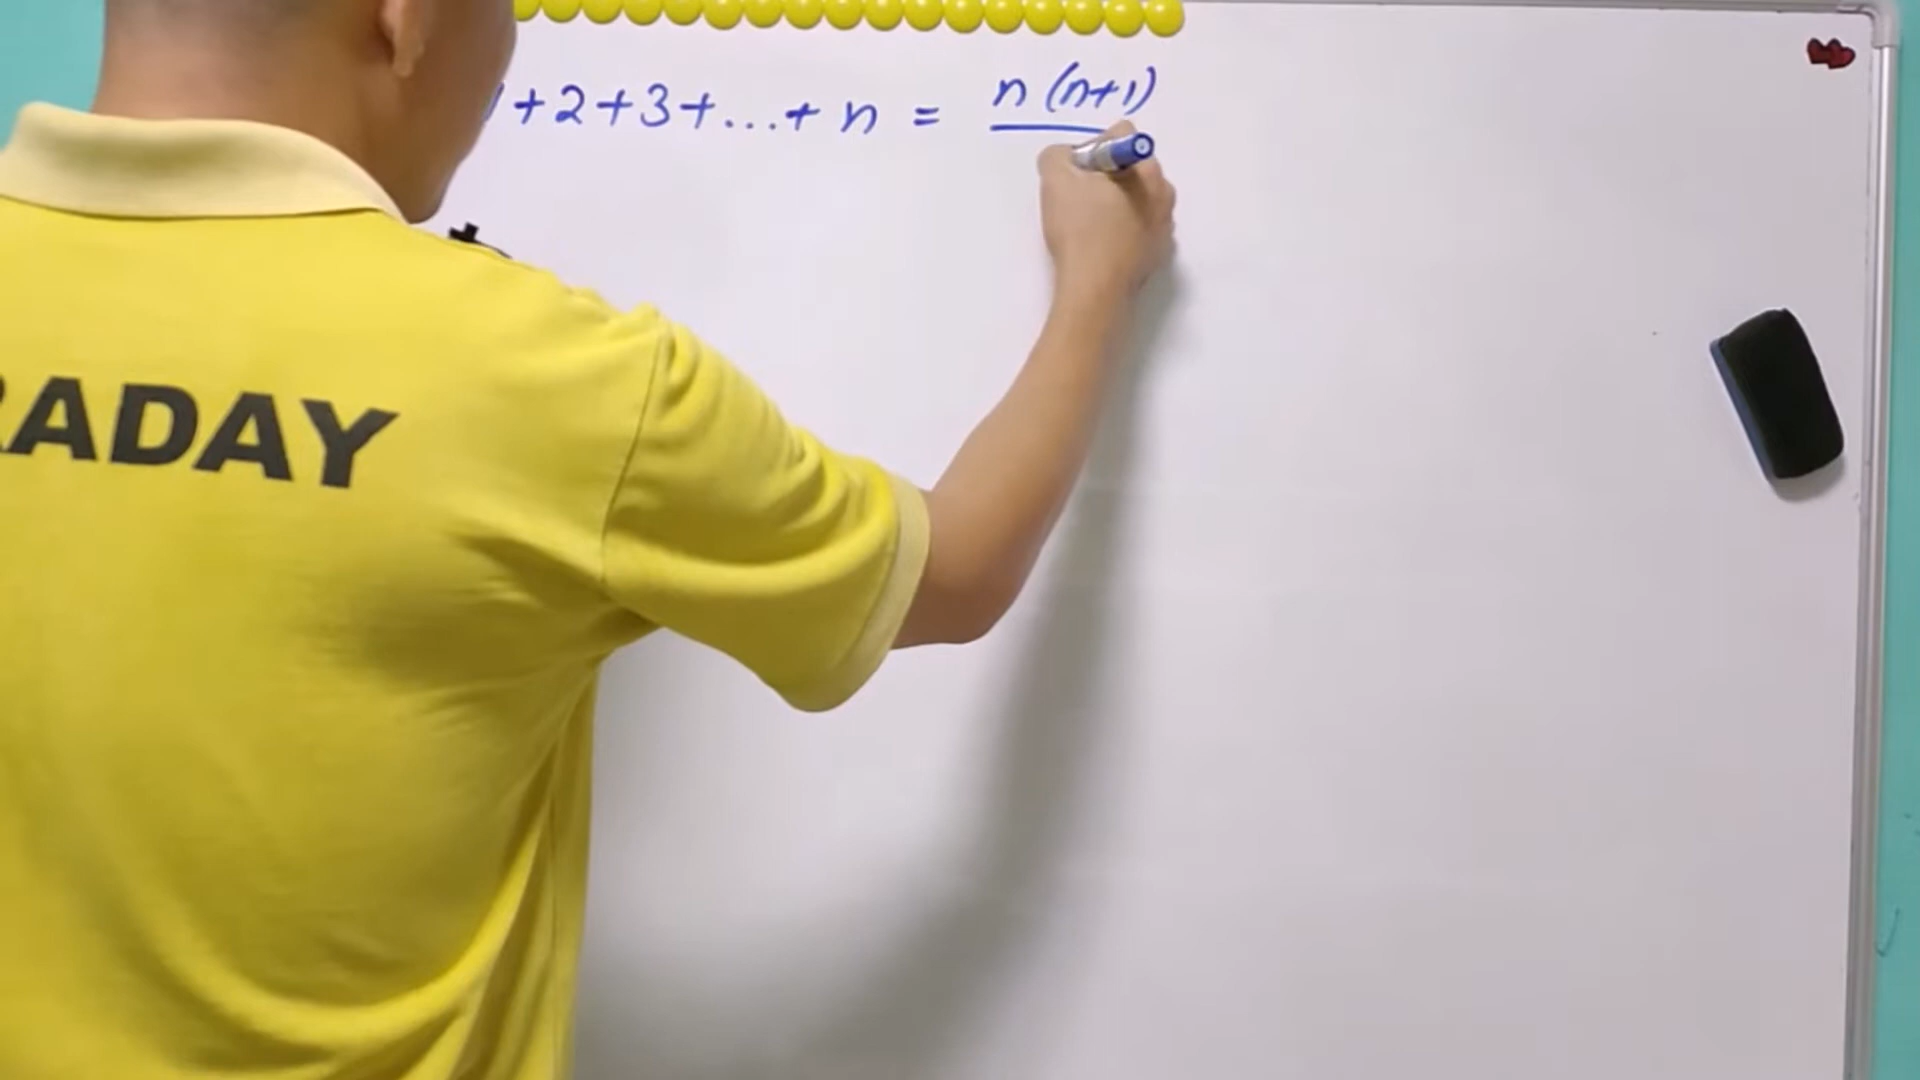 1+2+3+...+ n = n (n+1)
RADAY